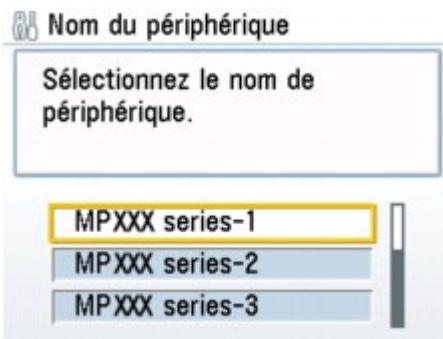 Nom du périphérique
Sélectionnez le nom de
périphérique.
MPXXX series-1
MPXXX series-2
MPXXX series-3